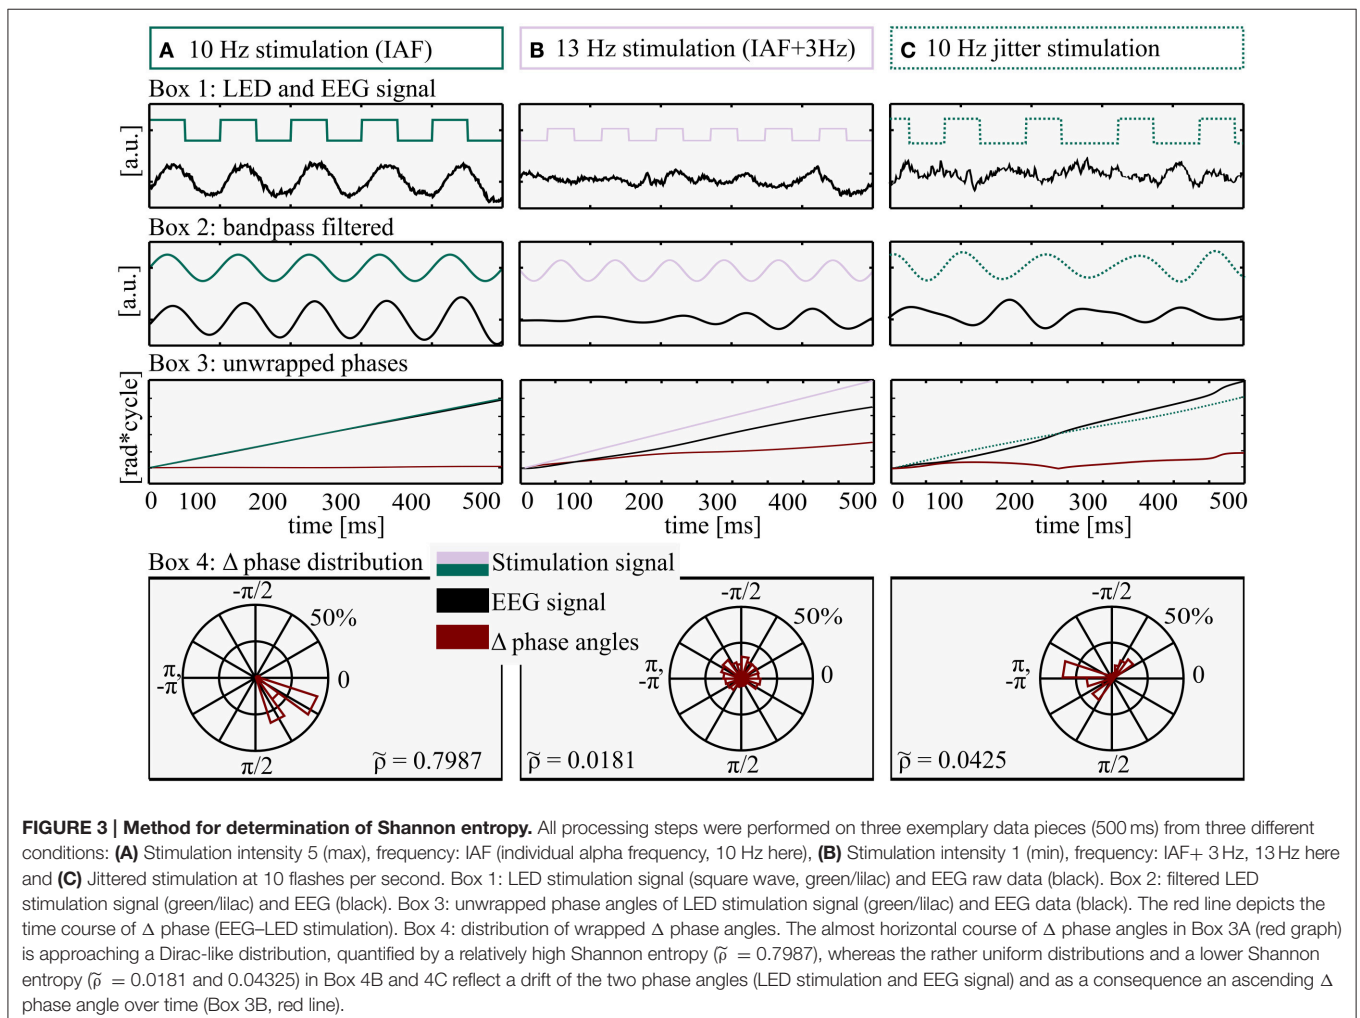 A 10 Hz stimulation (IAF)
B 13 Hz stimulation (IAF+3Hz)
C 10 Hz jitter stimulation
Box 1: LED and EEG signal
[a.u.]
Box 2: bandpass filtered
[a.u.]
Box 3: unwrapped phases
[rad*cycle]
0 100 200 300 400 500
time [ms]
0 100 200 300 400 500
time [ms]
0 100 200 300 400 500
time [ms]
Box 4: Δ phase distribution
Stimulation signal
EEG signal
Δ phase angles
-π/2
50%
π,
-π
0
π/2
ρ̃ = 0.7987
-π/2
50%
π,
-π
0
π/2
ρ̃ = 0.0181
-π/2
50%
π,
-π
0
π/2
ρ̃ = 0.0425
FIGURE 3 | Method for determination of Shannon entropy. All processing steps were performed on three exemplary data pieces (500 ms) from three different
conditions: (A) Stimulation intensity 5 (max), frequency: IAF (individual alpha frequency, 10 Hz here), (B) Stimulation intensity 1 (min), frequency: IAF+ 3 Hz, 13 Hz here
and (C) Jittered stimulation at 10 flashes per second. Box 1: LED stimulation signal (square wave, green/lilac) and EEG raw data (black). Box 2: filtered LED
stimulation signal (green/lilac) and EEG (black). Box 3: unwrapped phase angles of LED stimulation signal (green/lilac) and EEG data (black). The red line depicts the
time course of Δ phase (EEG–LED stimulation). Box 4: distribution of wrapped Δ phase angles. The almost horizontal course of Δ phase angles in Box 3A (red graph)
is approaching a Dirac-like distribution, quantified by a relatively high Shannon entropy (ρ̃ = 0.7987), whereas the rather uniform distributions and a lower Shannon
entropy (ρ̃ = 0.0181 and 0.04325) in Box 4B and 4C reflect a drift of the two phase angles (LED stimulation and EEG signal) and as a consequence an ascending Δ
phase angle over time (Box 3B, red line).